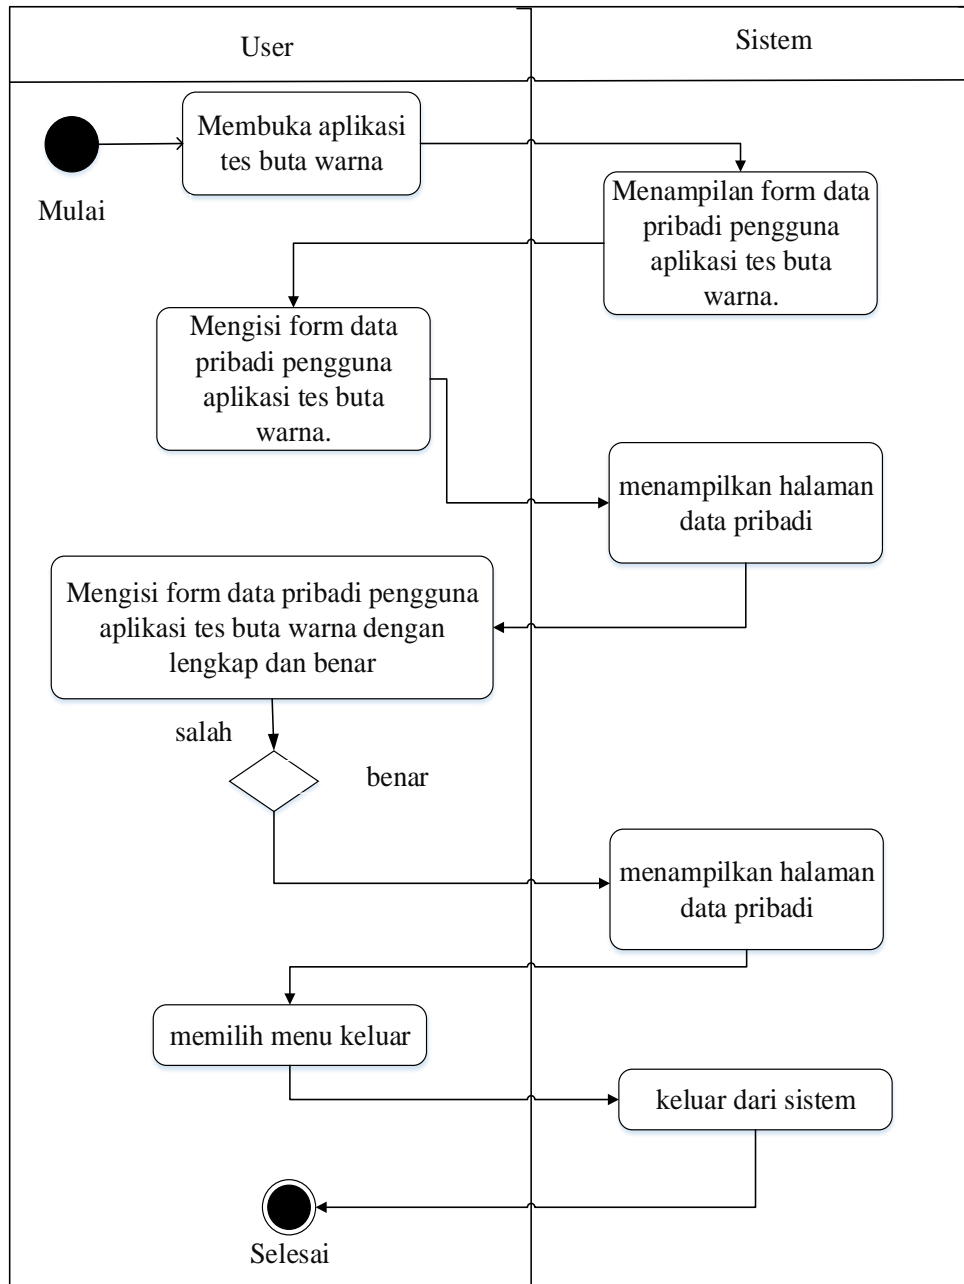 User
Sistem
Membuka aplikasi
tes buta warna
Mulai
Menampilan form data
pribadi pengguna
aplikasi tes buta
warna.
Mengisi form data
pribadi pengguna
aplikasi tes buta
warna.
menampilkan halaman
data pribadi
Mengisi form data pribadi pengguna
aplikasi tes buta warna dengan
lengkap dan benar
salah
benar
menampilkan halaman
data pribadi
memilih menu keluar
keluar dari sistem
Selesai